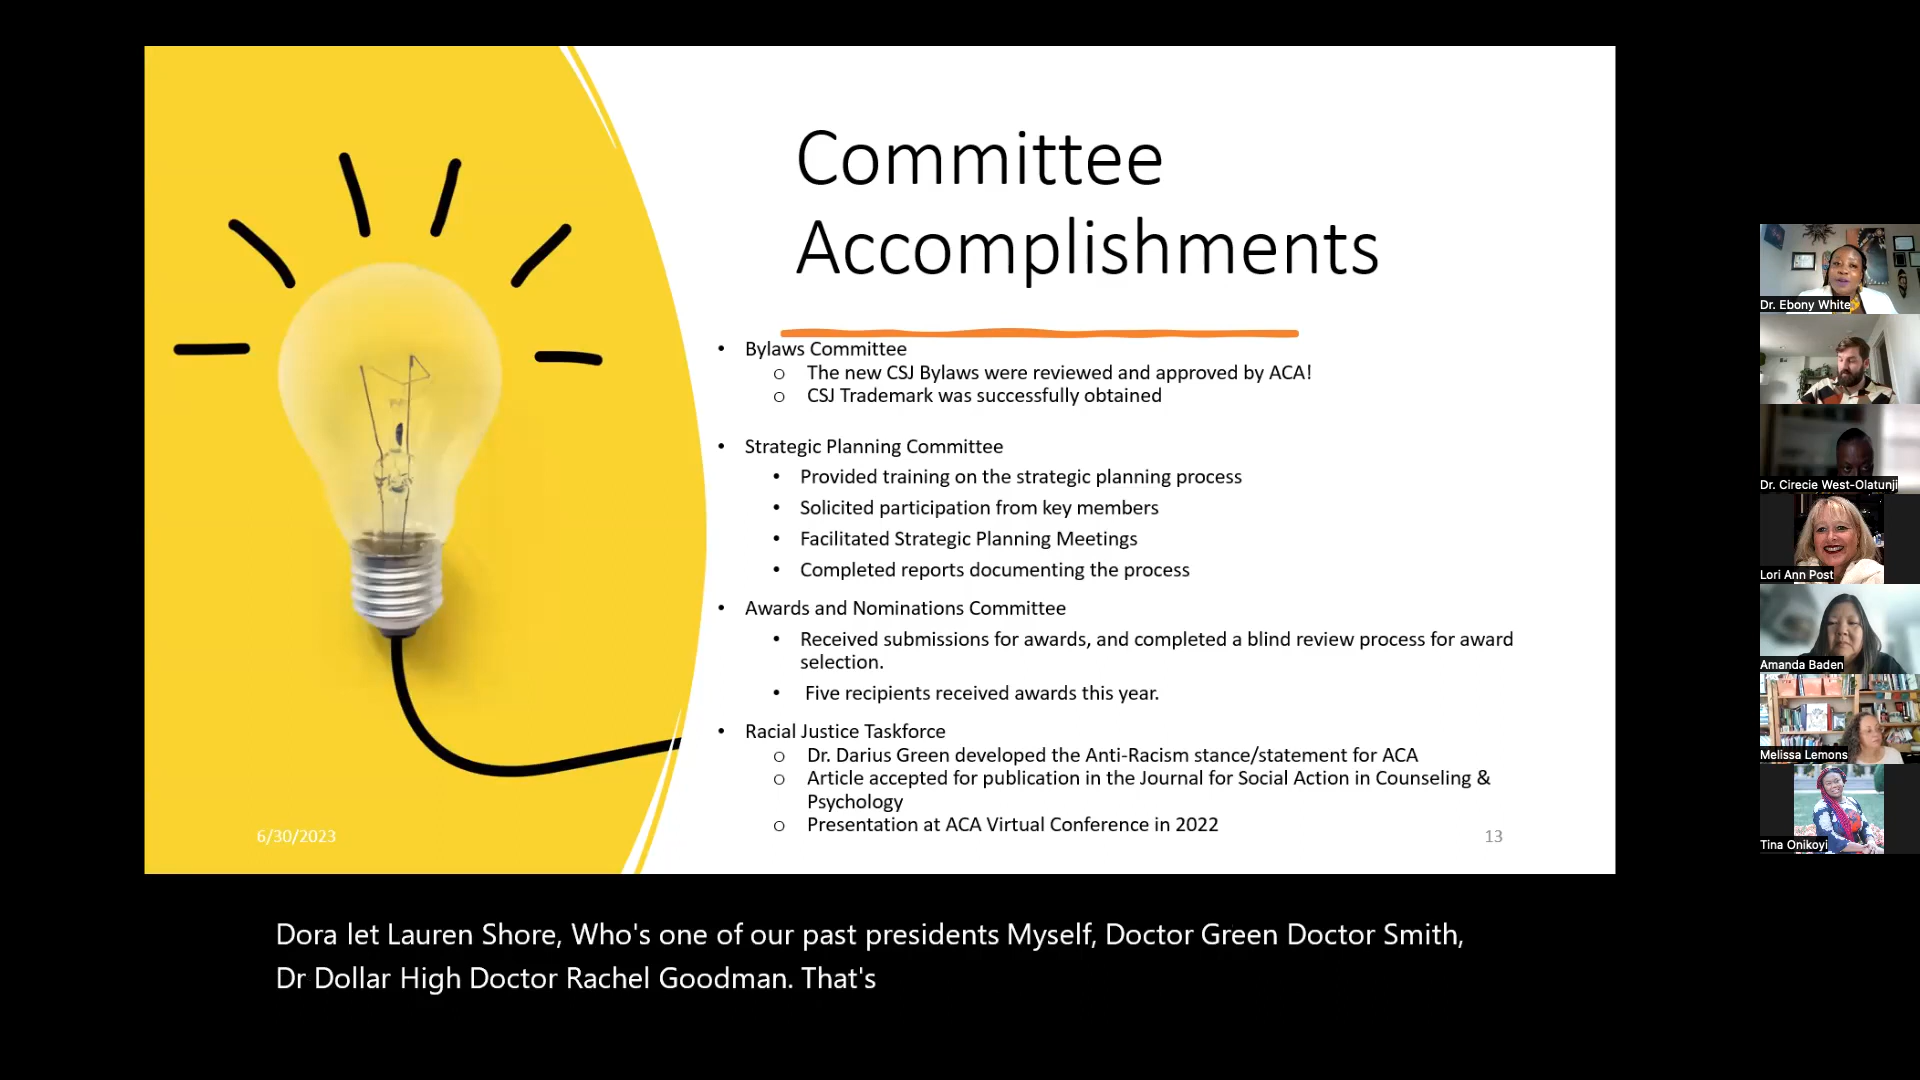 Committee
Accomplishments
• Bylaws Committee
o The new CSJ Bylaws were reviewed and approved by ACA!
o CSJ Trademark was successfully obtained
• Strategic Planning Committee
• Provided training on the strategic planning process
• Solicited participation from key members
• Facilitated Strategic Planning Meetings
• Completed reports documenting the process
• Awards and Nominations Committee
• Received submissions for awards, and completed a blind review process for award
selection.
• Five recipients received awards this year.
• Racial Justice Taskforce
o Dr. Darius Green developed the Anti-Racism stance/statement for ACA
o Article accepted for publication in the Journal for Social Action in Counseling &
Psychology
o Presentation at ACA Virtual Conference in 2022
6/30/2023
13
Dr. Ebony White
Dr. Cirecie West-Olatunji
Lori Ann Post
Amanda Baden
Melissa Lemons
Tina Onikoyi
Dora let Lauren Shore, Who's one of our past presidents Myself, Doctor Green Doctor Smith,
Dr Dollar High Doctor Rachel Goodman. That's